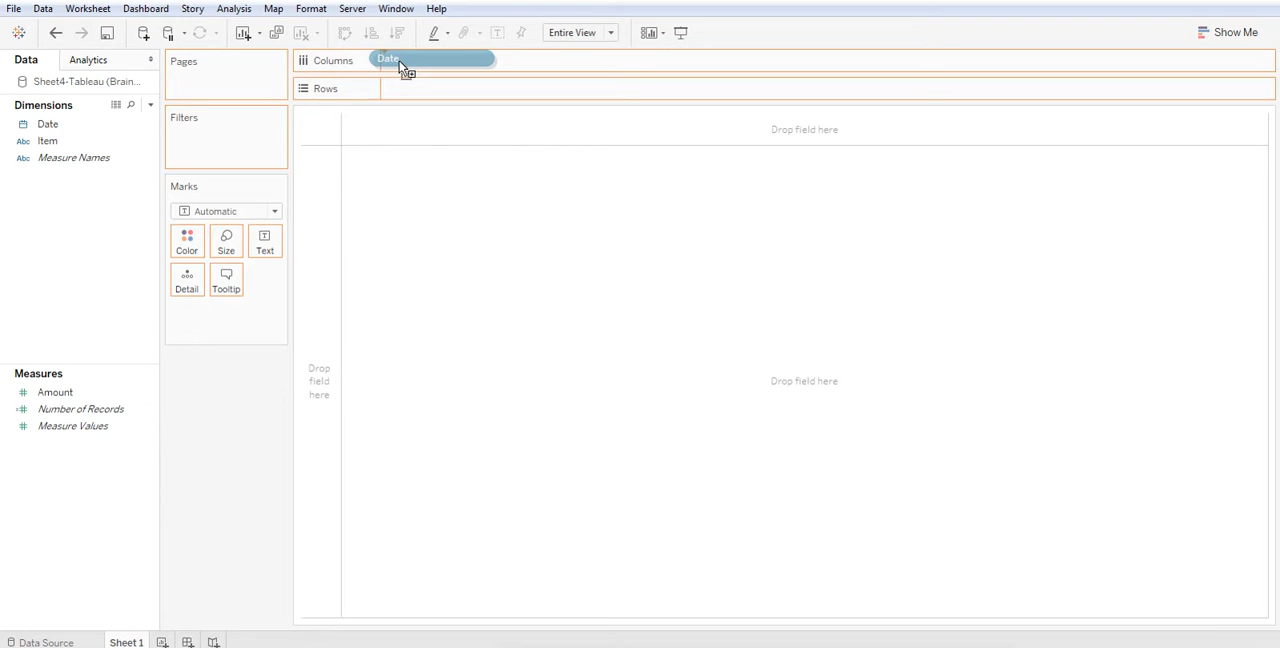 File Data Worksheet Dashboard Story Analysis Map Format Server Window Help
Entire View
Show Me
Data Analytics
Sheet4-Tableau (Brain...
Dimensions
Date
Abc Item
Abc Measure Names
Measures
# Amount
=# Number of Records
# Measure Values
Pages
Filters
Marks
T Automatic
Color Size Text
Detail Tooltip
Columns Date
Rows
Drop field here
Drop
field
here
Drop field here
Data Source Sheet 1